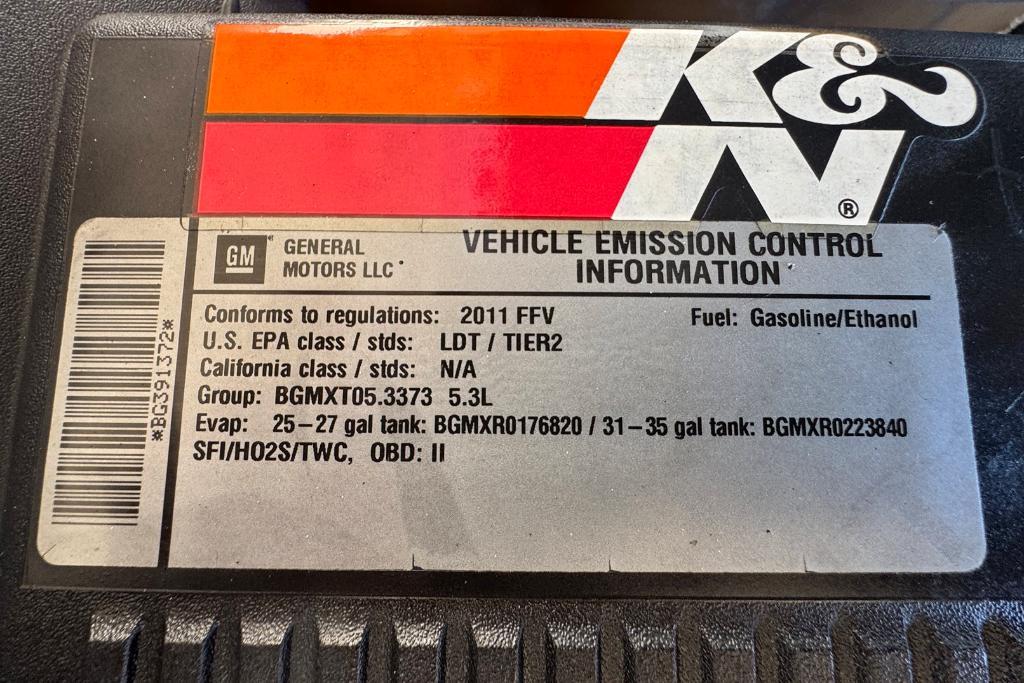 K&
N®
GM GENERAL MOTORS LLC
VEHICLE EMISSION CONTROL
INFORMATION
Conforms to regulations: 2011 FFV Fuel: Gasoline/Ethanol
U.S. EPA class / stds: LDT / TIER2
California class / stds: N/A
Group: BGMXT05.3373 5.3L
Evap: 25–27 gal tank: BGMXR0176820 / 31–35 gal tank: BGMXR0223840
SFI/HO2S/TWC, OBD: II
*BG391372*